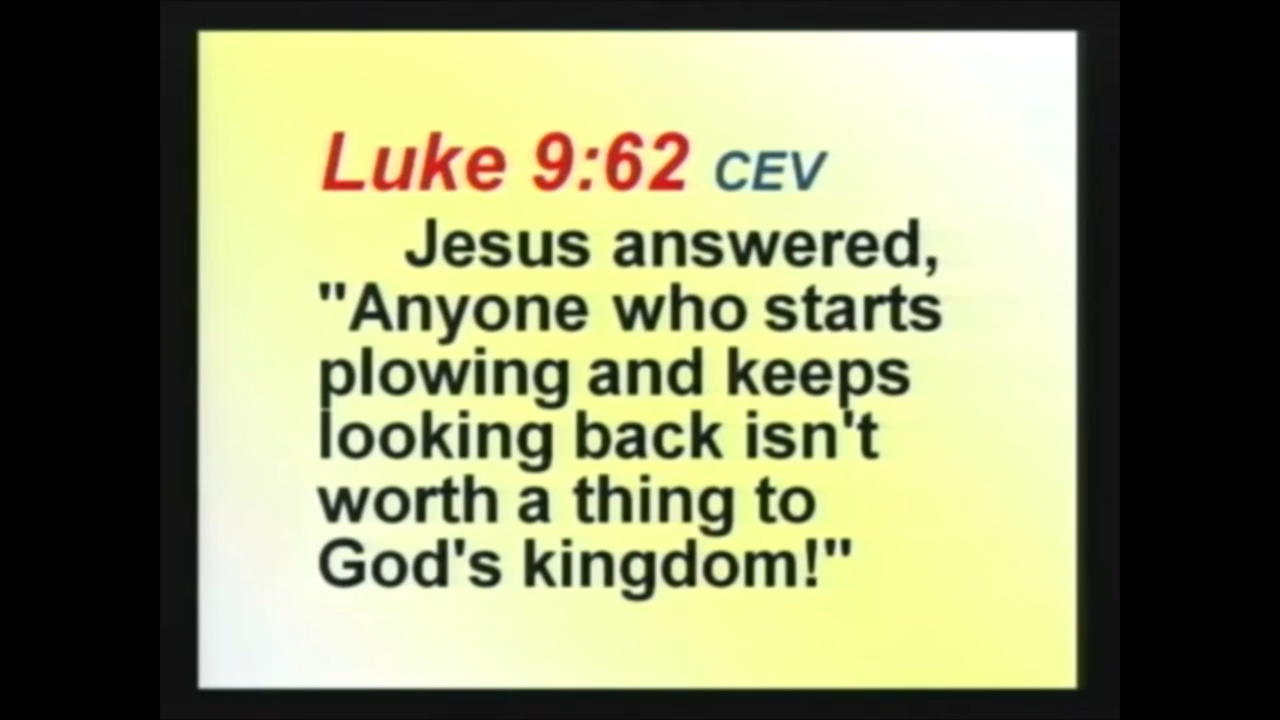 Luke 9:62 CEV
Jesus answered,
"Anyone who starts
plowing and keeps
looking back isn't
worth a thing to
God's kingdom!"